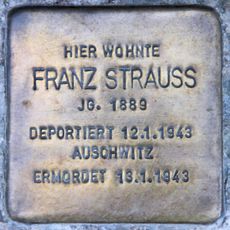 HIER WOHNTE
FRANZ STRAUSS
JG. 1889
DEPORTIERT 12.1.1943
AUSCHWITZ
ERMORDET 13.1.1943